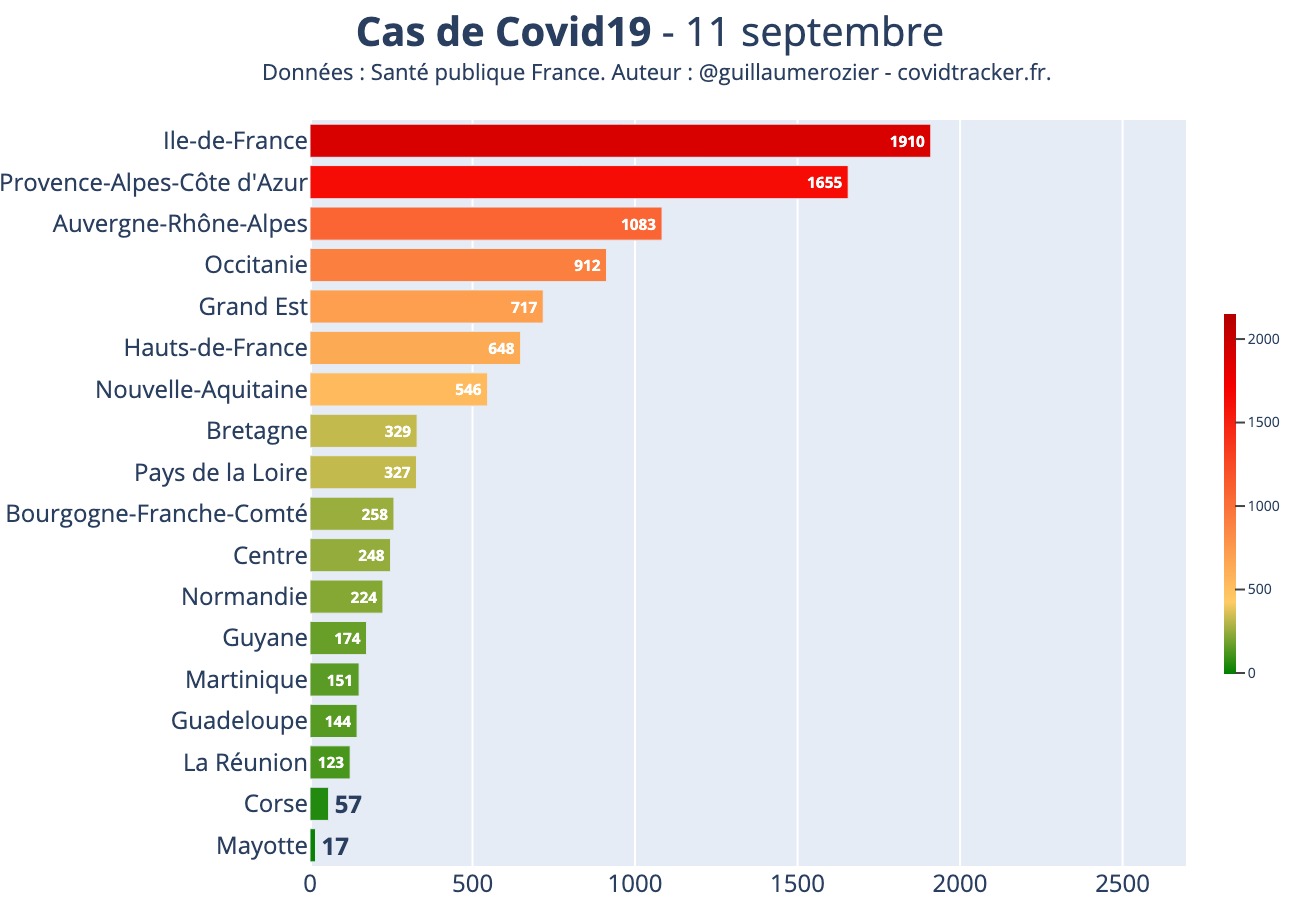 Cas de Covid19 - 11 septembre
Données : Santé publique France. Auteur : @guillaumerozier - covidtracker.fr.
Ile-de-France 1910
Provence-Alpes-Côte d'Azur 1655
Auvergne-Rhône-Alpes 1083
Occitanie 912
Grand Est 717
Hauts-de-France 648
Nouvelle-Aquitaine 546
Bretagne 329
Pays de la Loire 327
Bourgogne-Franche-Comté 258
Centre 248
Normandie 224
Guyane 174
Martinique 151
Guadeloupe 144
La Réunion 123
Corse 57
Mayotte 17
0 500 1000 1500 2000 2500
2000
1500
1000
500
0